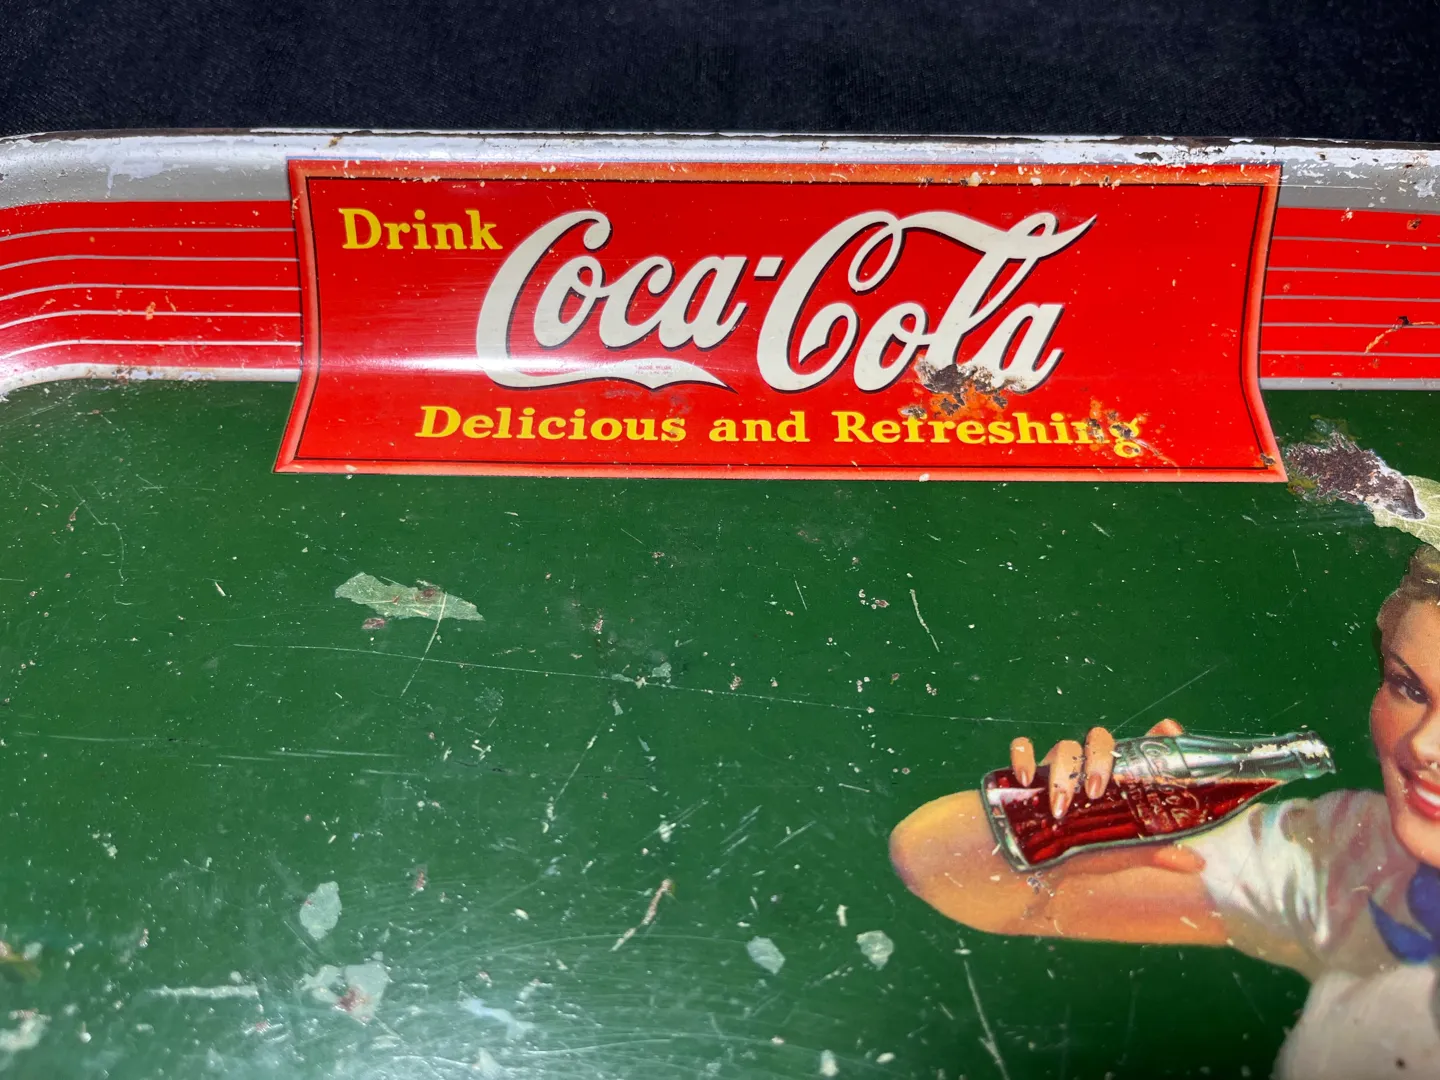 Drink
Coca-Cola
Delicious and Refreshing